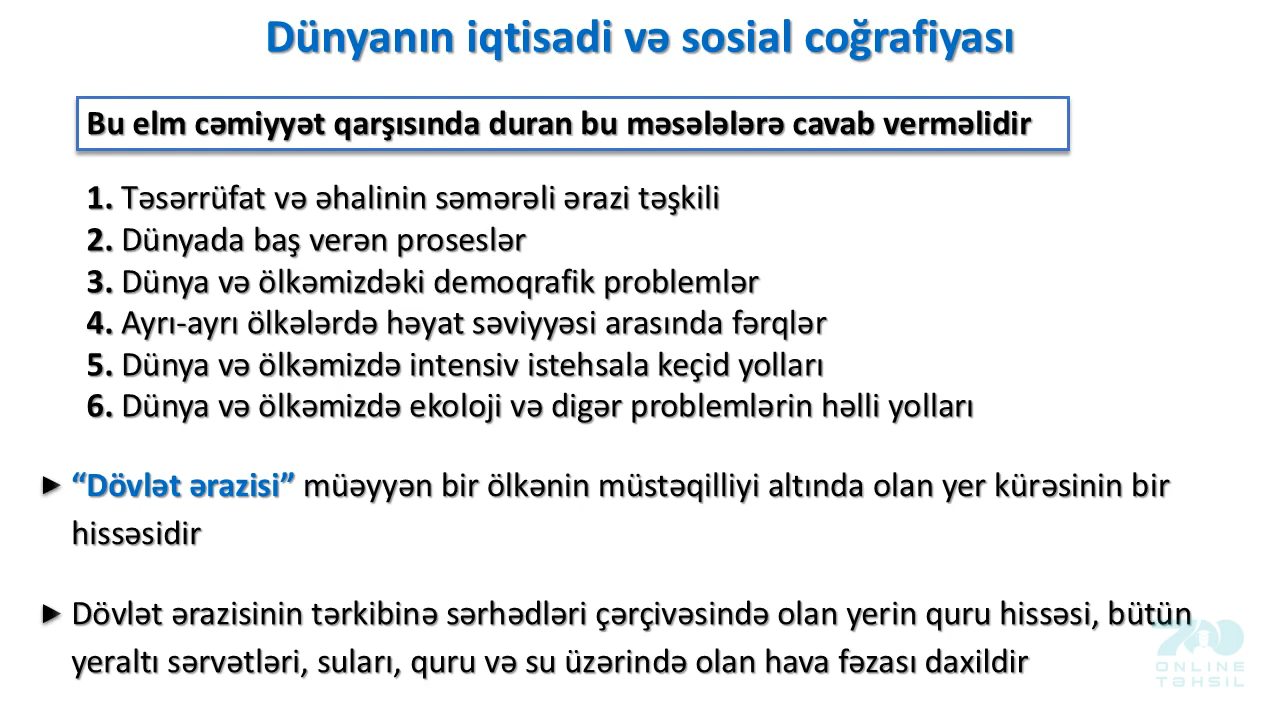 Dünyanın iqtisadi və sosial coğrafiyası
Bu elm cəmiyyət qarşısında duran bu məsələlərə cavab verməlidir
1. Təsərrüfat və əhalinin səmərəli ərazi təşkili
2. Dünyada baş verən proseslər
3. Dünya və ölkəmizdəki demoqrafik problemlər
4. Ayrı-ayrı ölkələrdə həyat səviyyəsi arasında fərqlər
5. Dünya və ölkəmizdə intensiv istehsala keçid yolları
6. Dünya və ölkəmizdə ekoloji və digər problemlərin həlli yolları
▶ “Dövlət ərazisi” müəyyən bir ölkənin müstəqilliyi altında olan yer kürəsinin bir
hissəsidir
▶ Dövlət ərazisinin tərkibinə sərhədləri çərçivəsində olan yerin quru hissəsi, bütün
yeraltı sərvətləri, suları, quru və su üzərində olan hava fəzası daxildir
700
ONLINE
TəHSİL